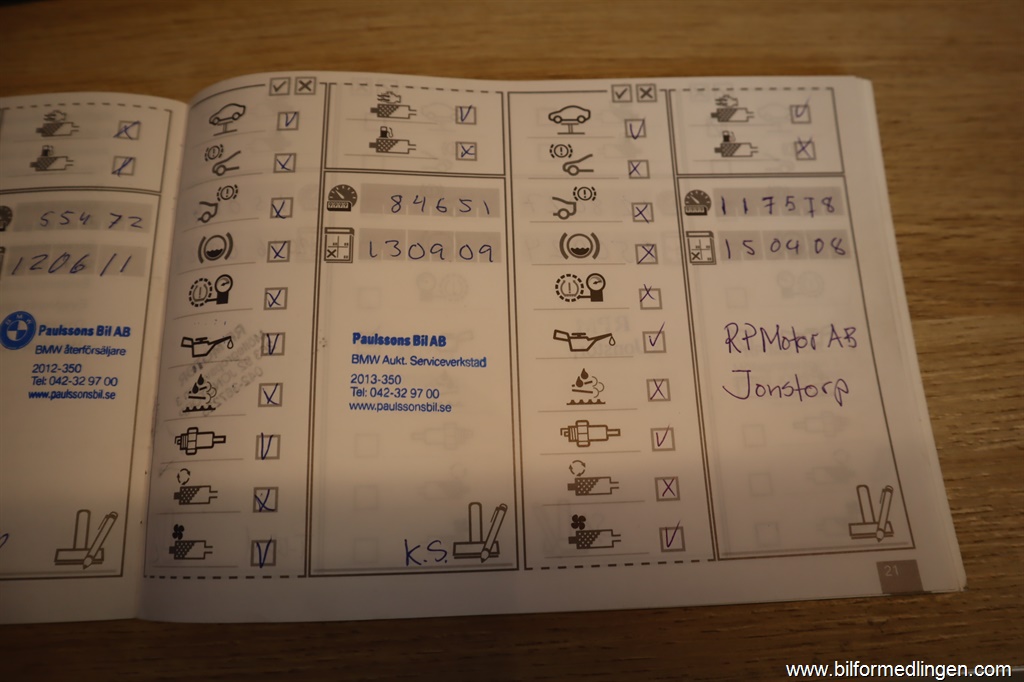 55472
120611
Paulssons Bil AB
BMW återförsäljare
2012-350
Tel: 042-32 97 00
www.paulssonsbil.se
84651
130909
Paulssons Bil AB
BMW Aukt. Serviceverkstad
2013-350
Tel: 042-32 97 00
www.paulssonsbil.se
K.S.
117578
150408
RP Motor AB
Jonstorp
21
www.bilformedlingen.com